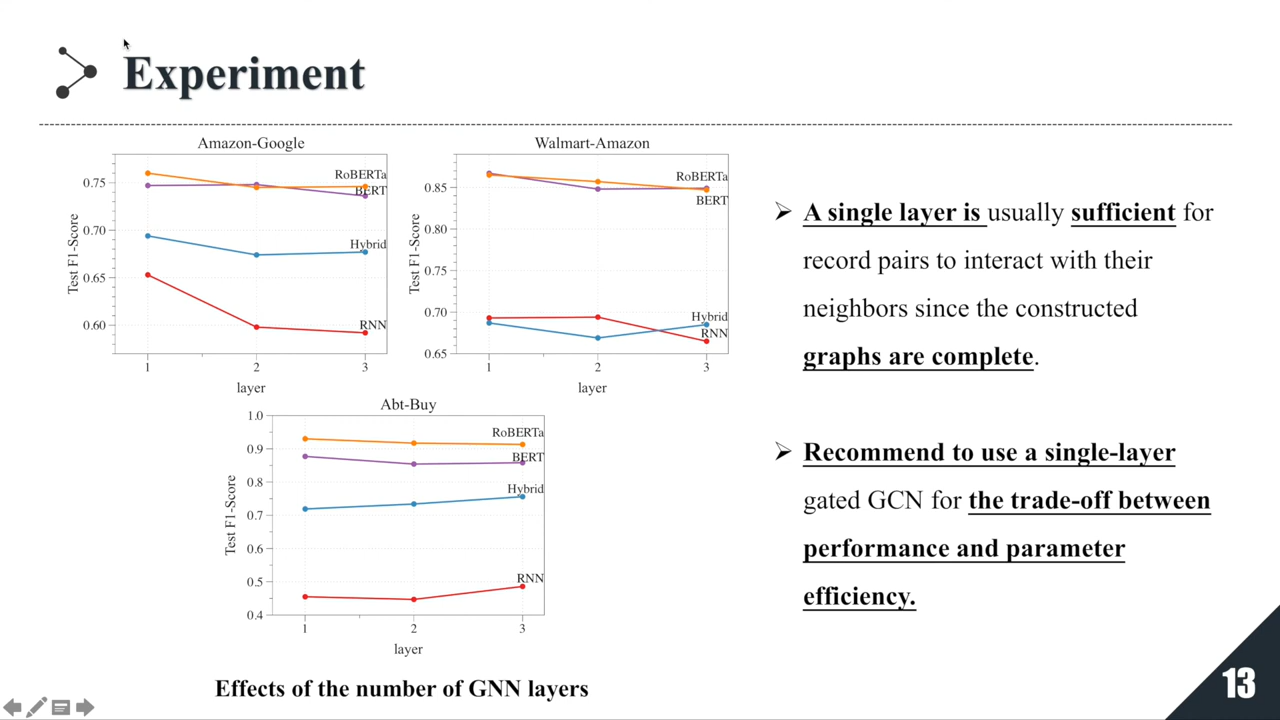 Experiment
Amazon-Google
0.75
0.70
0.65
0.60
Test F1-Score
RoBERTa
BERT
Hybrid
RNN
1 2 3
layer
Walmart-Amazon
0.85
0.80
0.75
0.70
0.65
Test F1-Score
RoBERTa
BERT
Hybrid
RNN
1 2 3
layer
Abt-Buy
1.0
0.9
0.8
0.7
0.6
0.5
0.4
Test F1-Score
RoBERTa
BERT
Hybrid
RNN
1 2 3
layer
Effects of the number of GNN layers
A single layer is usually sufficient for
record pairs to interact with their
neighbors since the constructed
graphs are complete.
Recommend to use a single-layer
gated GCN for the trade-off between
performance and parameter
efficiency.
13